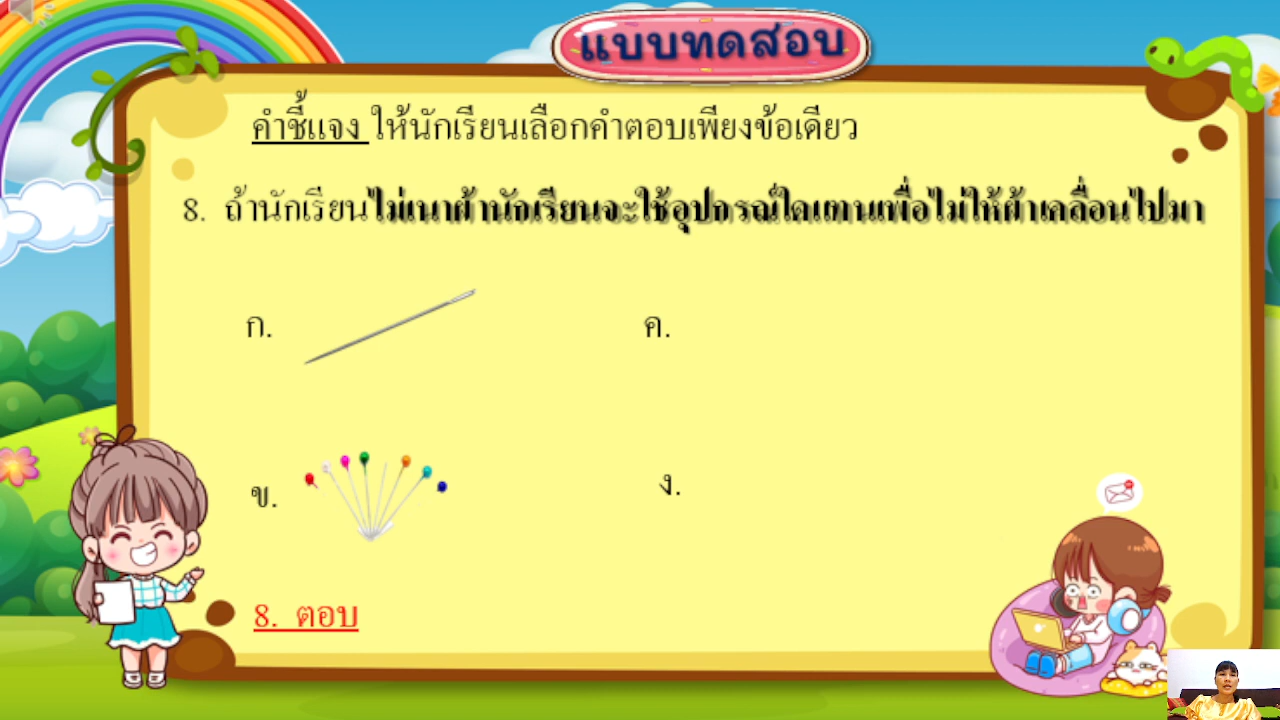 แบบทดสอบ
คำชี้แจง ให้นักเรียนเลือกคำตอบเพียงข้อเดียว
8. ถ้านักเรียนไม่เนาผ้านักเรียนจะใช้อุปกรณ์ใดแทนเพื่อไม่ให้ผ้าเคลื่อนไปมา
ก.
ค.
ข.
ง.
8. ตอบ